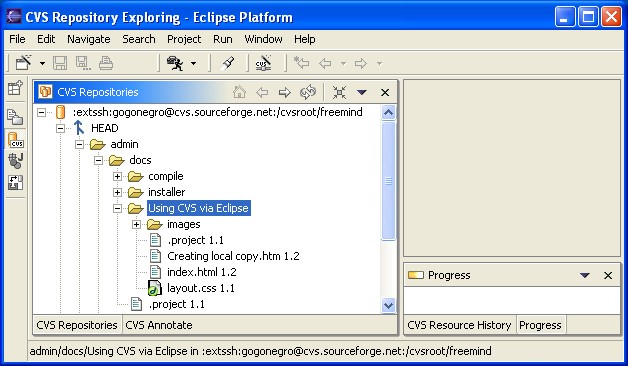 CVS Repository Exploring - Eclipse Platform
File Edit Navigate Search Project Run Window Help
CVS
CVS Repositories
:extssh:gogonegro@cvs.sourceforge.net:/cvsroot/freemind
HEAD
admin
docs
compile
installer
Using CVS via Eclipse
images
.project 1.1
Creating local copy.htm 1.2
index.html 1.2
layout.css 1.1
.project 1.1
CVS Repositories CVS Annotate
Progress
CVS Resource History Progress
admin/docs/Using CVS via Eclipse in :extssh:gogonegro@cvs.sourceforge.net:/cvsroot/freemind